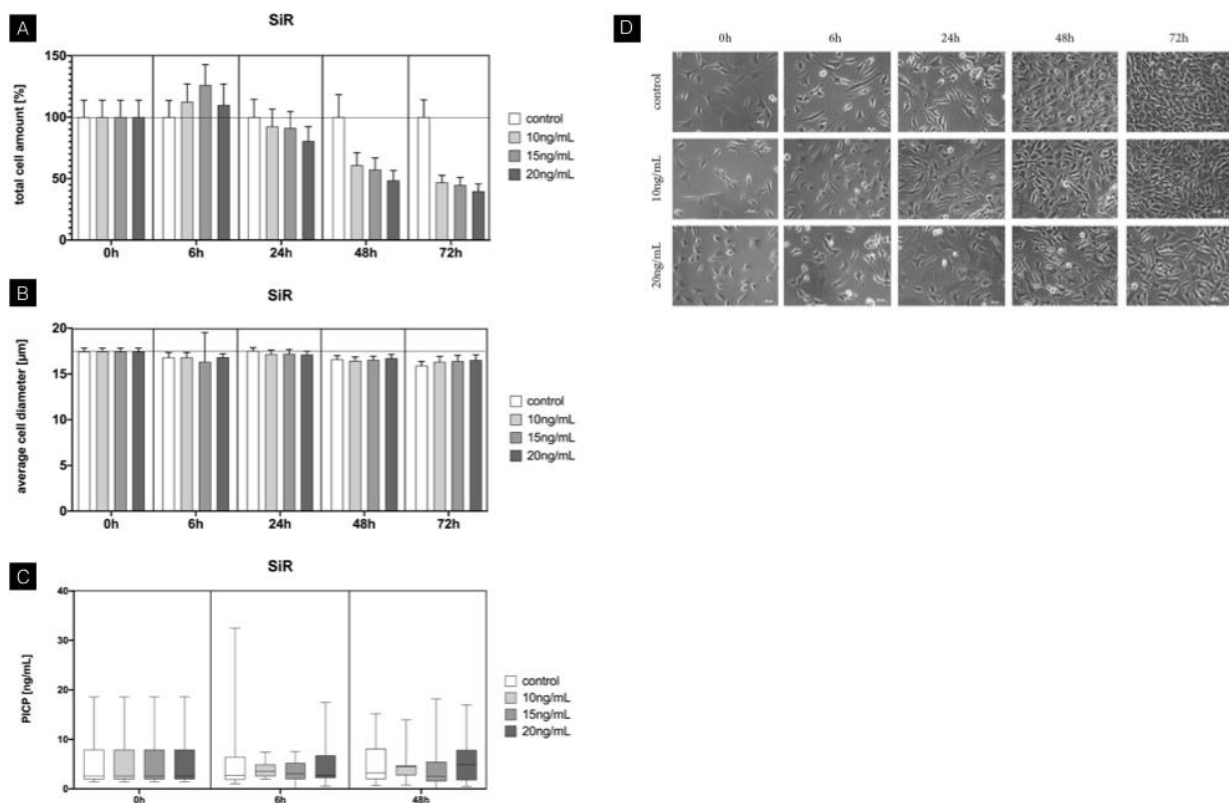 A
SiR
total cell amount [%]
150
100
50
0
0h 6h 24h 48h 72h
control
10ng/mL
15ng/mL
20ng/mL
B
SiR
average cell diameter [µm]
20
15
10
5
0
0h 6h 24h 48h 72h
control
10ng/mL
15ng/mL
20ng/mL
C
SiR
PICP [ng/mL]
40
30
20
10
0
0h 6h 48h
control
10ng/mL
15ng/mL
20ng/mL
D
0h 6h 24h 48h 72h
control
10ng/mL
20ng/mL